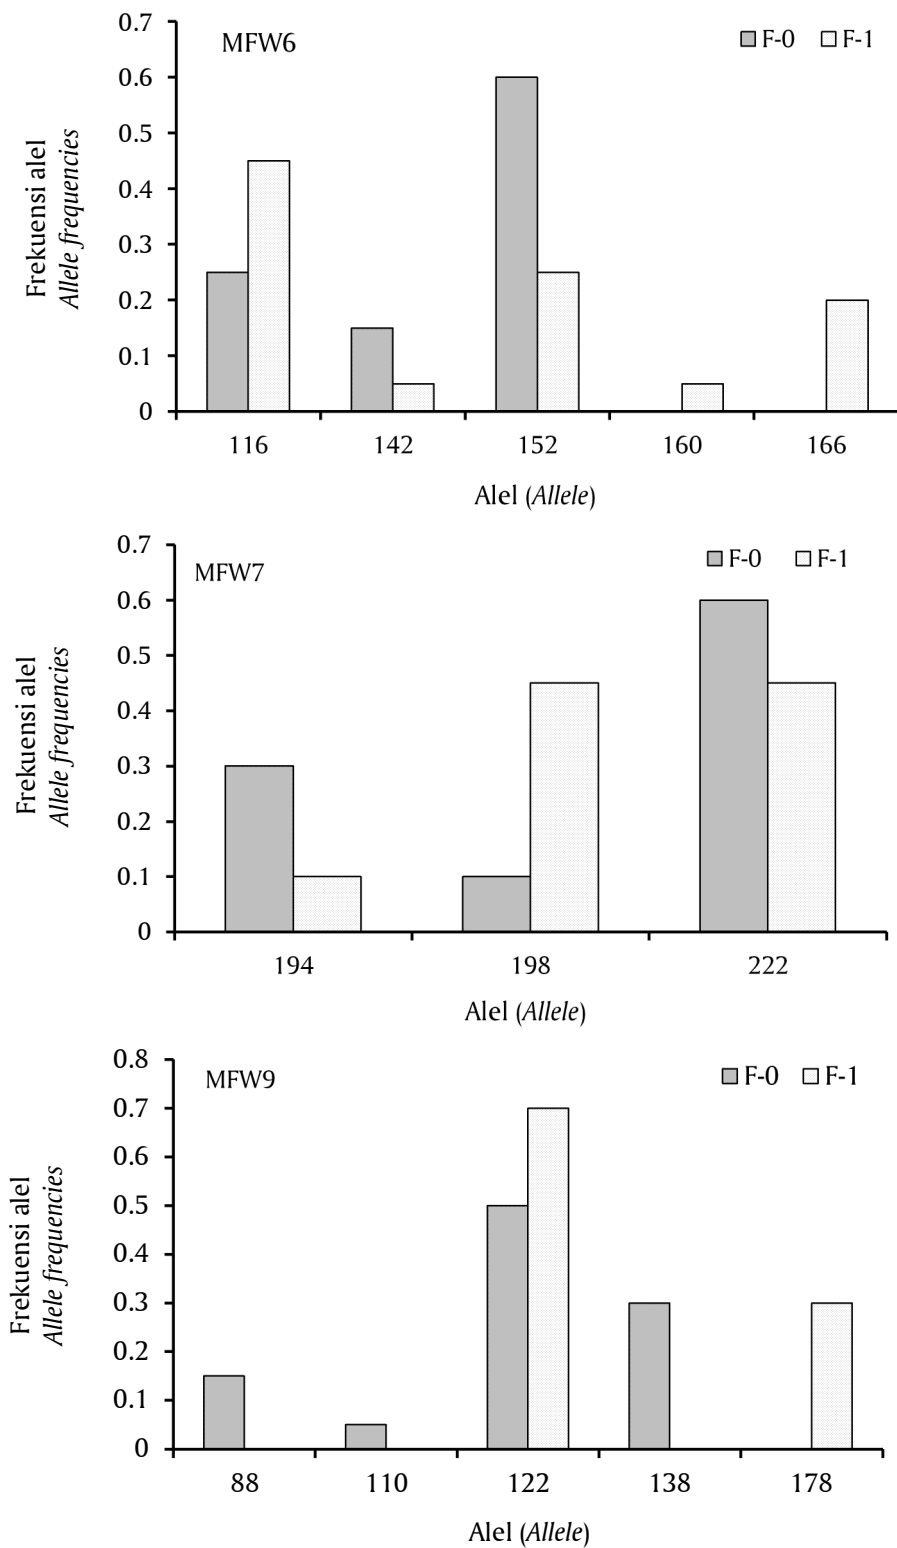 MFW6
F-0 F-1
0.7
0.6
0.5
0.4
0.3
0.2
0.1
0
Frekuensi alel
Allele frequencies
116 142 152 160 166
Alel (Allele)
MFW7
F-0 F-1
0.7
0.6
0.5
0.4
0.3
0.2
0.1
0
Frekuensi alel
Allele frequencies
194 198 222
Alel (Allele)
MFW9
F-0 F-1
0.8
0.7
0.6
0.5
0.4
0.3
0.2
0.1
0
Frekuensi alel
Allele frequencies
88 110 122 138 178
Alel (Allele)